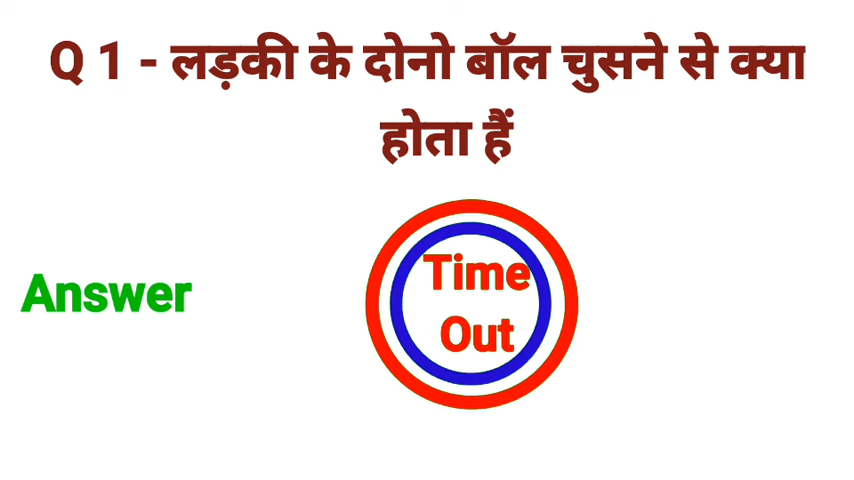 Q 1 - लड़की के दोनो बॉल चुसने से क्या
होता हैं
Answer
Time
Out